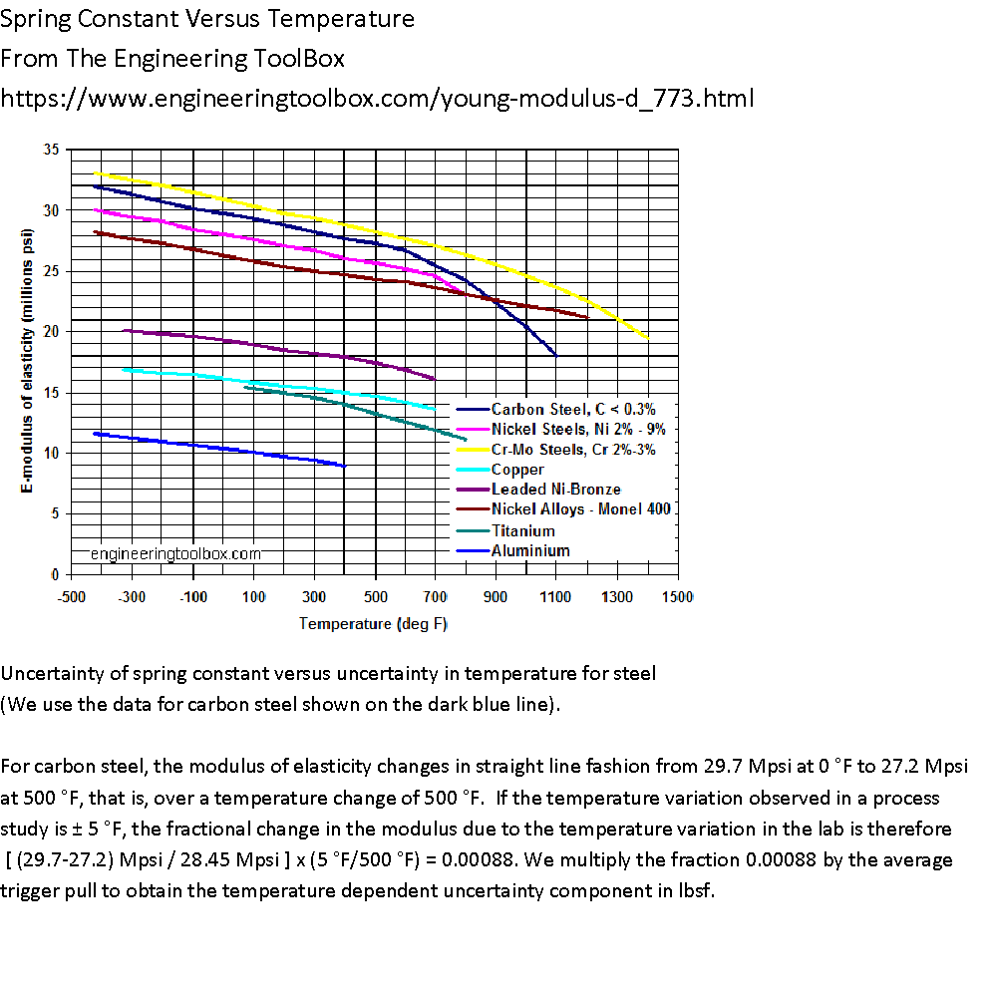 Spring Constant Versus Temperature
From The Engineering ToolBox
https://www.engineeringtoolbox.com/young-modulus-d_773.html
35
30
25
20
15
10
5
0
E-modulus of elasticity (millions psi)
Carbon Steel, C < 0.3%
Nickel Steels, Ni 2% - 9%
Cr-Mo Steels, Cr 2%-3%
Copper
Leaded Ni-Bronze
Nickel Alloys - Monel 400
Titanium
Aluminium
engineeringtoolbox.com
-500 -300 -100 100 300 500 700 900 1100 1300 1500
Temperature (deg F)
Uncertainty of spring constant versus uncertainty in temperature for steel
(We use the data for carbon steel shown on the dark blue line).
For carbon steel, the modulus of elasticity changes in straight line fashion from 29.7 Mpsi at 0 °F to 27.2 Mpsi
at 500 °F, that is, over a temperature change of 500 °F. If the temperature variation observed in a process
study is ± 5 °F, the fractional change in the modulus due to the temperature variation in the lab is therefore
[ (29.7-27.2) Mpsi / 28.45 Mpsi ] x (5 °F/500 °F) = 0.00088. We multiply the fraction 0.00088 by the average
trigger pull to obtain the temperature dependent uncertainty component in lbsf.